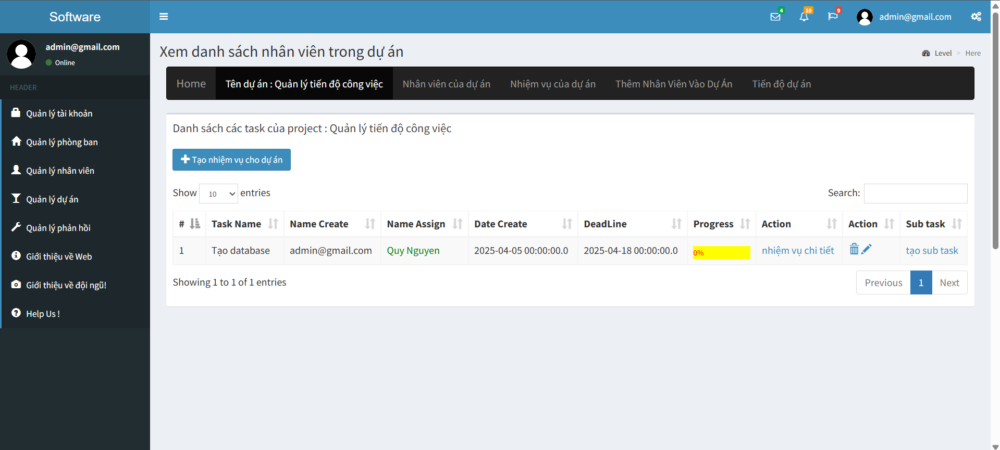 Software
4
10
9
admin@gmail.com
admin@gmail.com
Online
HEADER
Quản lý tài khoản
Quản lý phòng ban
Quản lý nhân viên
Quản lý dự án
Quản lý phản hồi
Giới thiệu về Web
Giới thiệu về đội ngũ!
Help Us !
Xem danh sách nhân viên trong dự án
Level > Here
Home Tên dự án : Quản lý tiến độ công việc Nhân viên của dự án Nhiệm vụ của dự án Thêm Nhân Viên Vào Dự Án Tiến độ dự án
Danh sách các task của project : Quản lý tiến độ công việc
Tạo nhiệm vụ cho dự án
Show 10 entries Search:
# Task Name Name Create Name Assign Date Create DeadLine Progress Action Action Sub task
1 Tạo database admin@gmail.com Quy Nguyen 2025-04-05 00:00:00.0 2025-04-18 00:00:00.0 0% nhiệm vụ chi tiết tạo sub task
Showing 1 to 1 of 1 entries Previous 1 Next